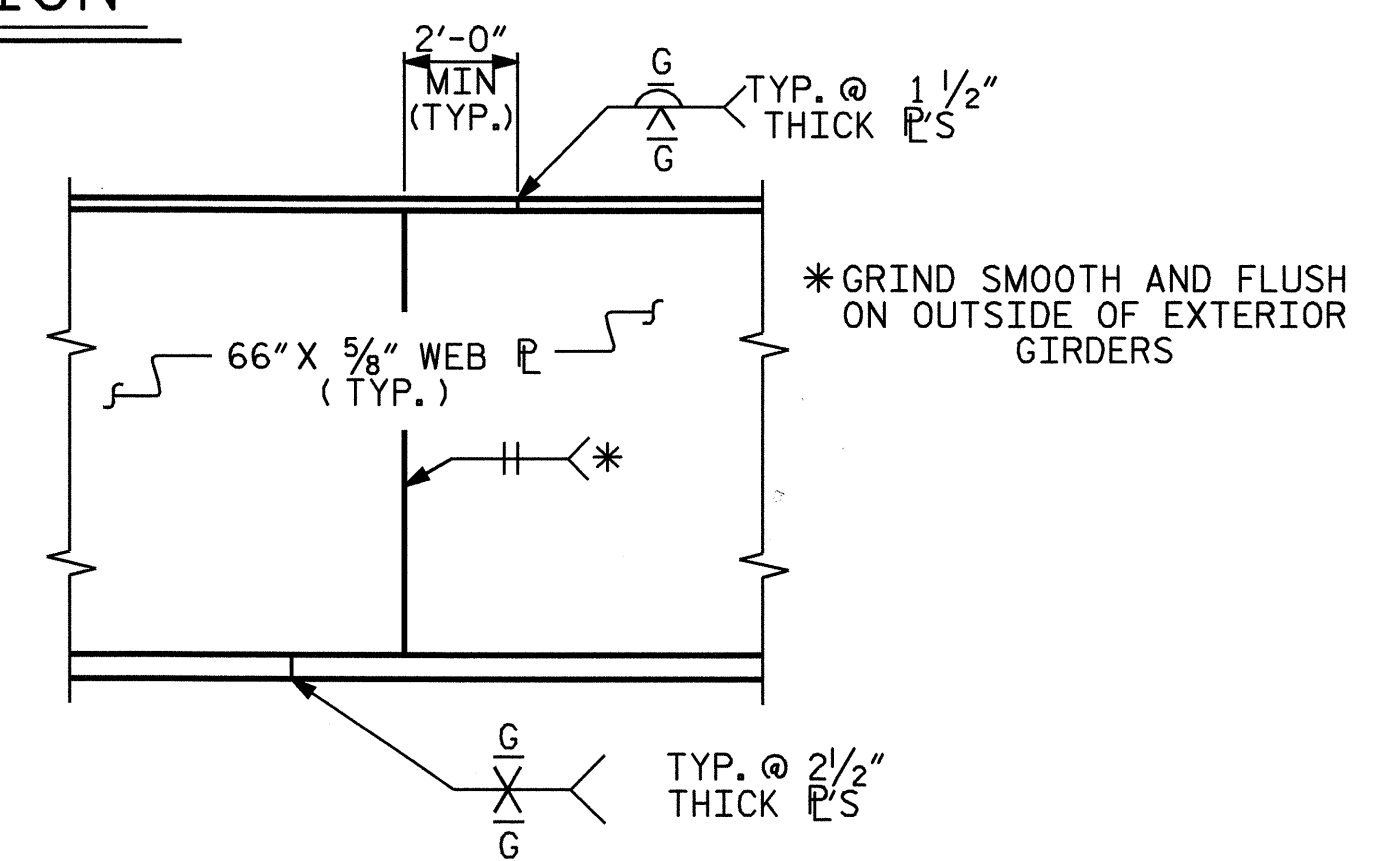 2'-0"
MIN
(TYP.)
G
G
TYP. @ 1 1/2"
THICK ℄'S
* GRIND SMOOTH AND FLUSH
ON OUTSIDE OF EXTERIOR
GIRDERS
66" X 5/8" WEB ℄
(TYP.)
*
G
G
TYP. @ 2 1/2"
THICK ℄'S